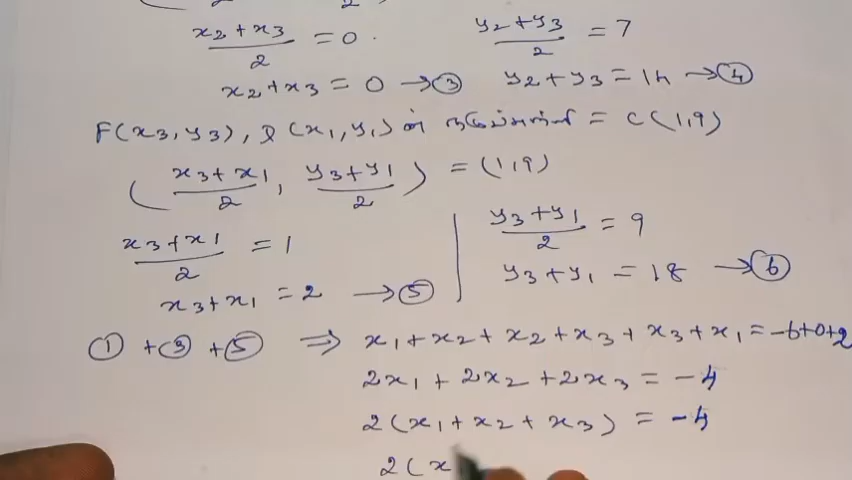 2
x2 + x3 / 2 = 0. y2 + y3 / 2 = 7
x2 + x3 = 0 → ③ y2 + y3 = 14 → ④
F(x3, y3), D (x1, y1) ன் = C(1,9)
( x3 + x1 / 2 , y3 + y1 / 2 ) = (1,9)
x3 + x1 / 2 = 1 y3 + y1 / 2 = 9
x3 + x1 = 2 → ⑤ y3 + y1 = 18 → ⑥
① + ③ + ⑤ ⇒ x1 + x2 + x2 + x3 + x3 + x1 = -6+0+2
2x1 + 2x2 + 2x3 = -4
2(x1 + x2 + x3) = -4
2(x